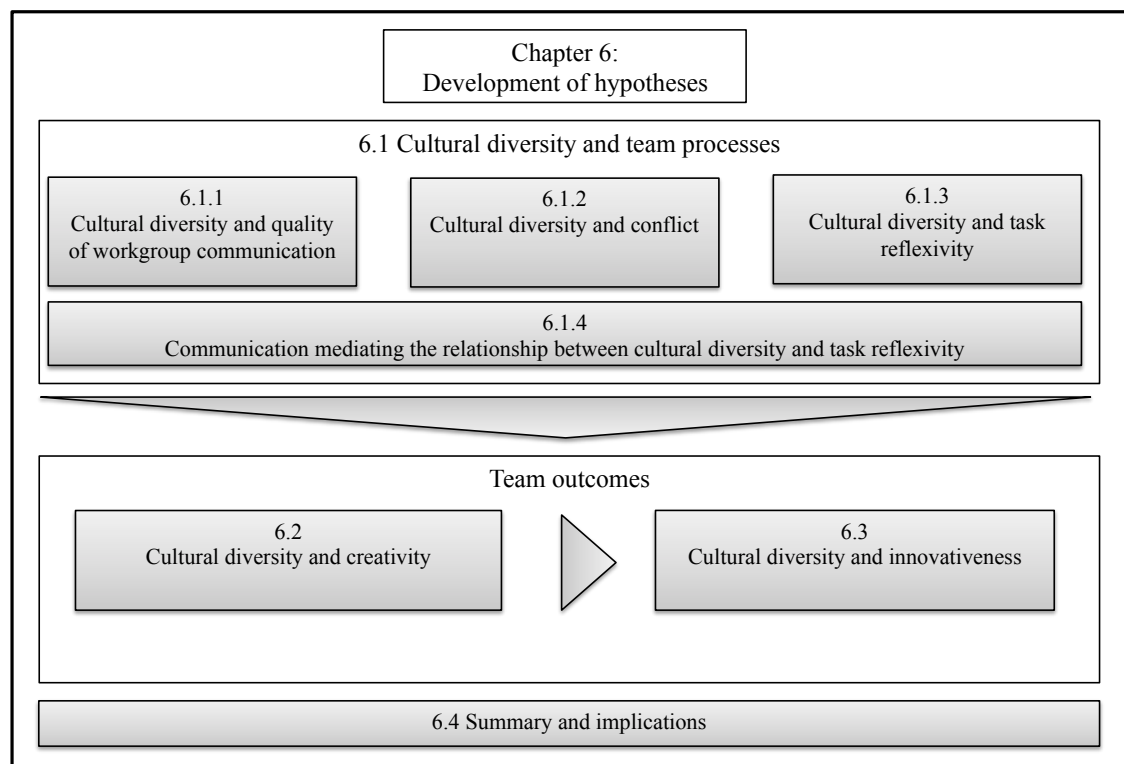 Chapter 6:
Development of hypotheses
6.1 Cultural diversity and team processes
6.1.1
Cultural diversity and quality
of workgroup communication
6.1.2
Cultural diversity and conflict
6.1.3
Cultural diversity and task
reflexivity
6.1.4
Communication mediating the relationship between cultural diversity and task reflexivity
Team outcomes
6.2
Cultural diversity and creativity
6.3
Cultural diversity and innovativeness
6.4 Summary and implications